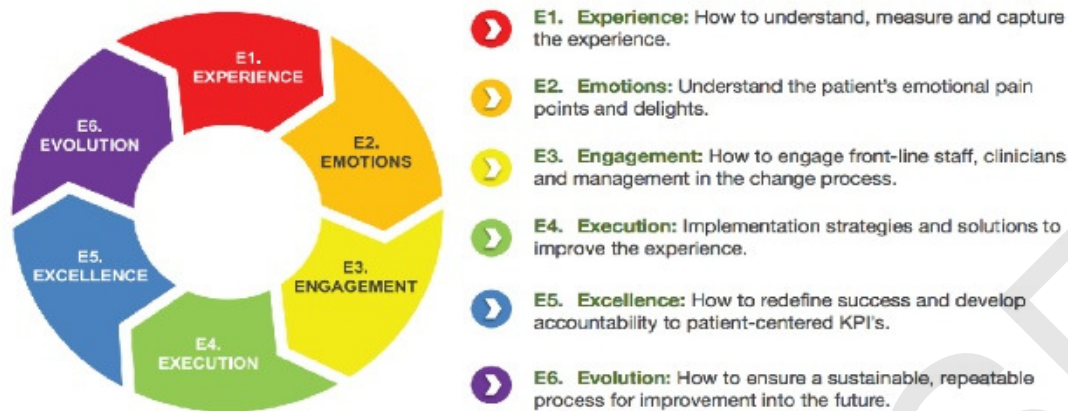 E1.
EXPERIENCE
E2.
EMOTIONS
E3.
ENGAGEMENT
E4.
EXECUTION
E5.
EXCELLENCE
E6.
EVOLUTION
E1. Experience: How to understand, measure and capture
the experience.
E2. Emotions: Understand the patient's emotional pain
points and delights.
E3. Engagement: How to engage front-line staff, clinicians
and management in the change process.
E4. Execution: Implementation strategies and solutions to
improve the experience.
E5. Excellence: How to redefine success and develop
accountability to patient-centered KPI's.
E6. Evolution: How to ensure a sustainable, repeatable
process for improvement into the future.